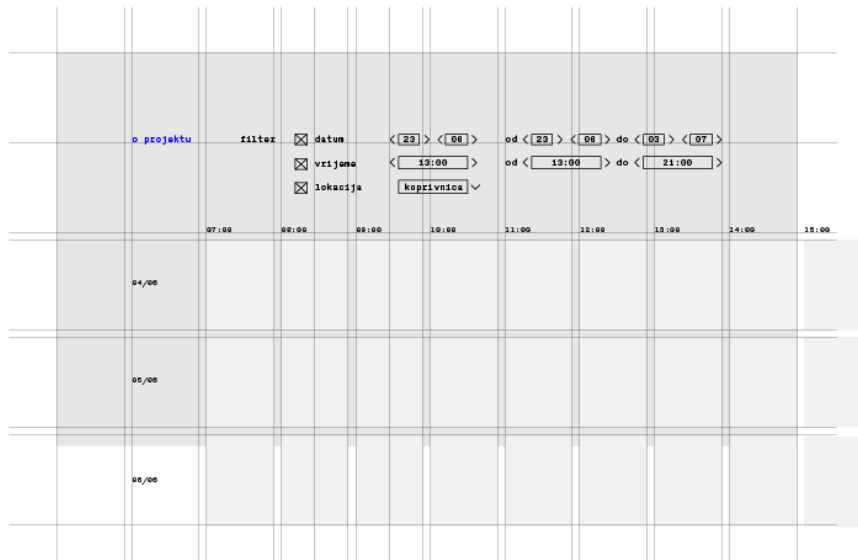 o projektu filter datum < 23 > < 06 > od < 23 > < 06 > do < 03 > < 07 >
vrijeme < 13:00 > od < 13:00 > do < 21:00 >
lokacija koprivnica
07:00 08:00 09:00 10:00 11:00 12:00 13:00 14:00 15:00
04/06
05/06
06/06